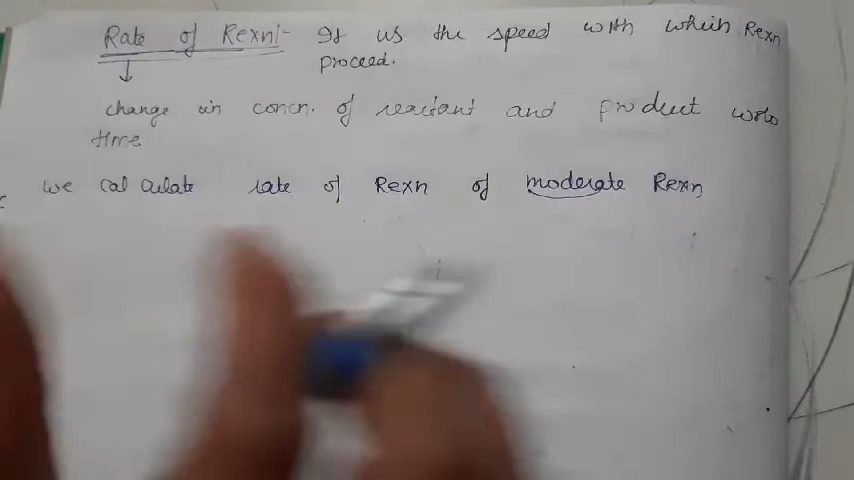 Rate of Rexn!- It is the speed with which Rexn
proceed.
change in concn. of reactant and product w.r.to
time
we calculate rate of Rexn of moderate Rexn